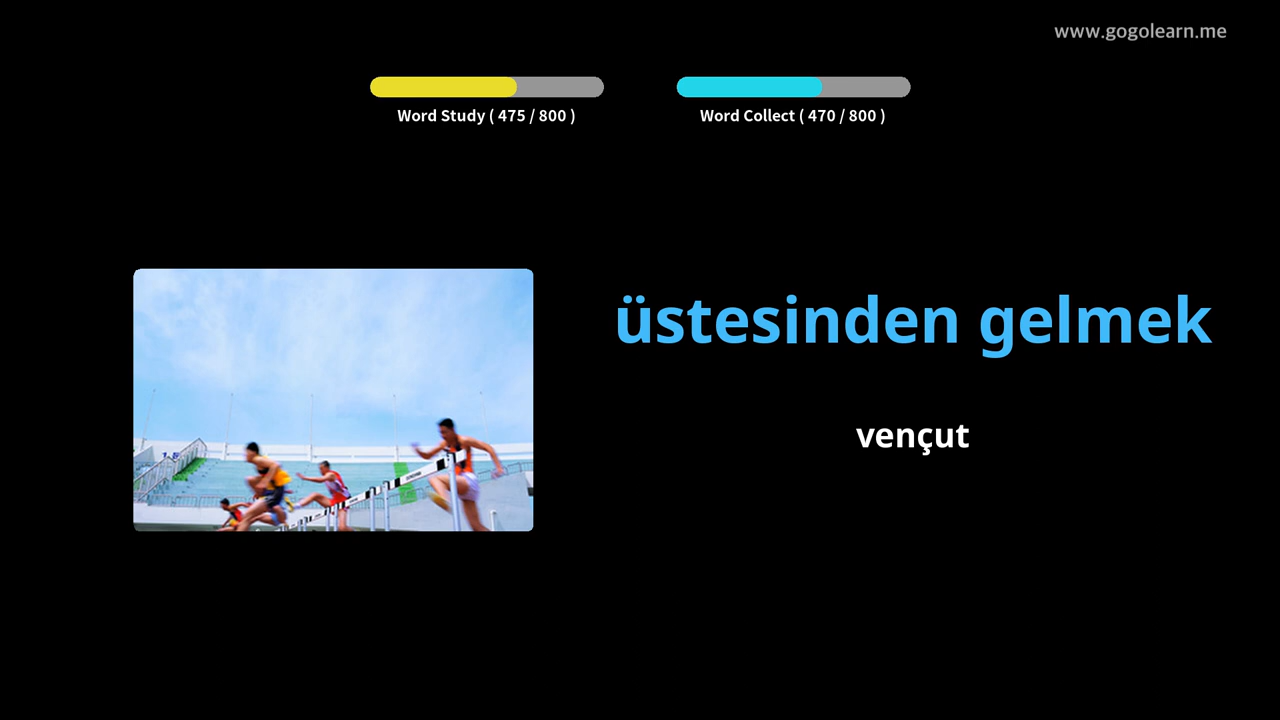 www.gogolearn.me
Word Study ( 475 / 800 )
Word Collect ( 470 / 800 )
üstesinden gelmek
vençut